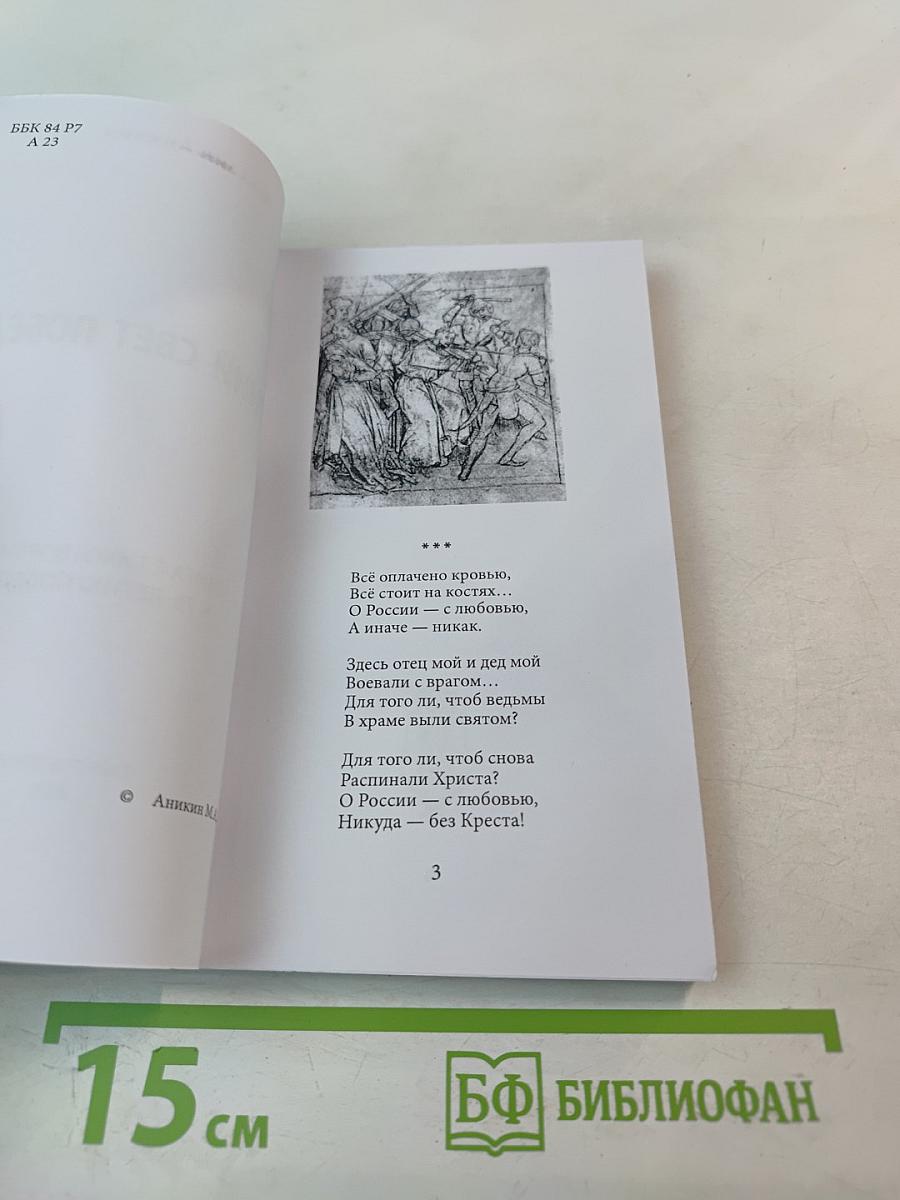 ББК 84 Р7
А 23
© Аникин М.
* * *
Всё оплачено кровью,
Всё стоит на костях…
О России — с любовью,
А иначе — никак.
Здесь отец мой и дед мой
Воевали с врагом…
Для того ли, чтоб ведьмы
В храме выли святом?
Для того ли, чтоб снова
Распинали Христа?
О России — с любовью,
Никуда — без Креста!
3
15 см
БФ БИБЛИОФАН